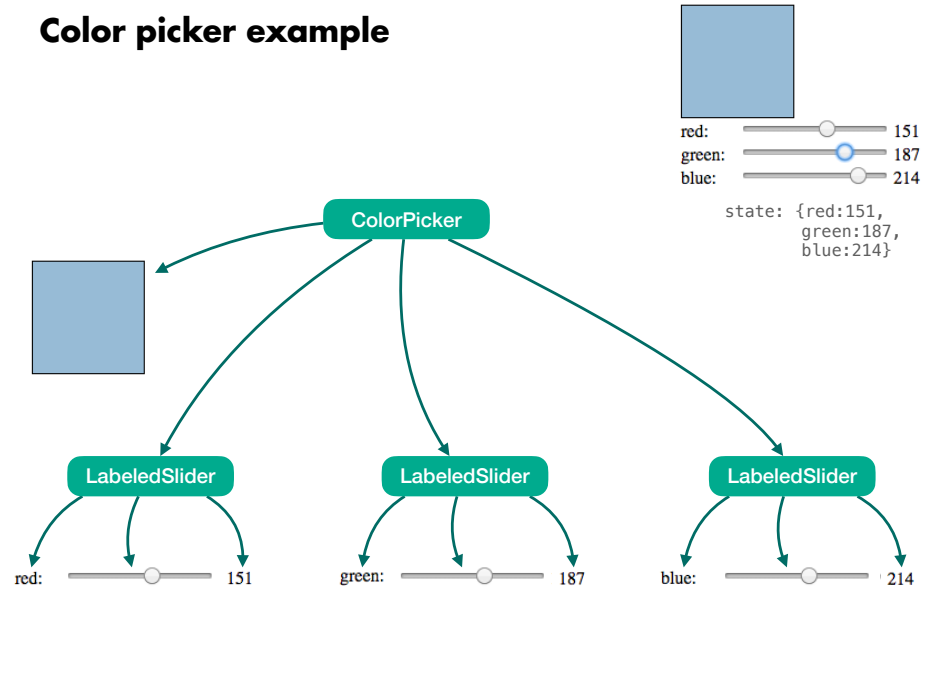 Color picker example
red: 151
green: 187
blue: 214
state: {red:151,
green:187,
blue:214}
ColorPicker
LabeledSlider LabeledSlider LabeledSlider
red: 151 green: 187 blue: 214